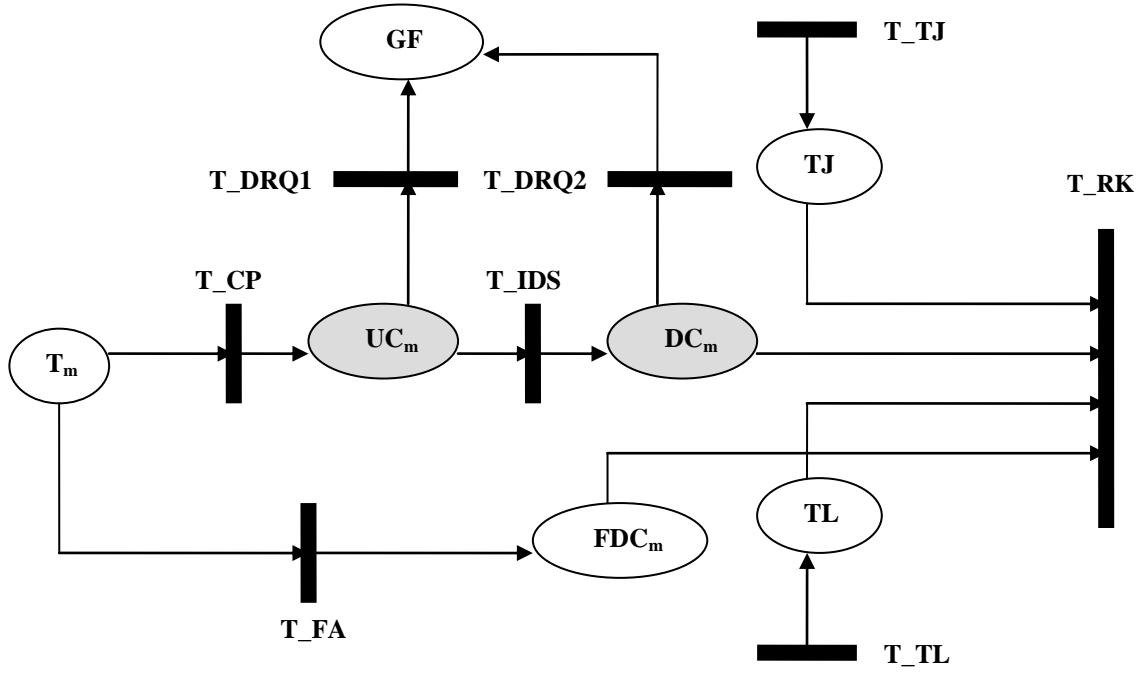 GF
T_TJ
T_DRQ1
T_DRQ2
TJ
T_RK
T_CP
T_IDS
Tm
UCm
DCm
TL
FDCm
T_FA
T_TL